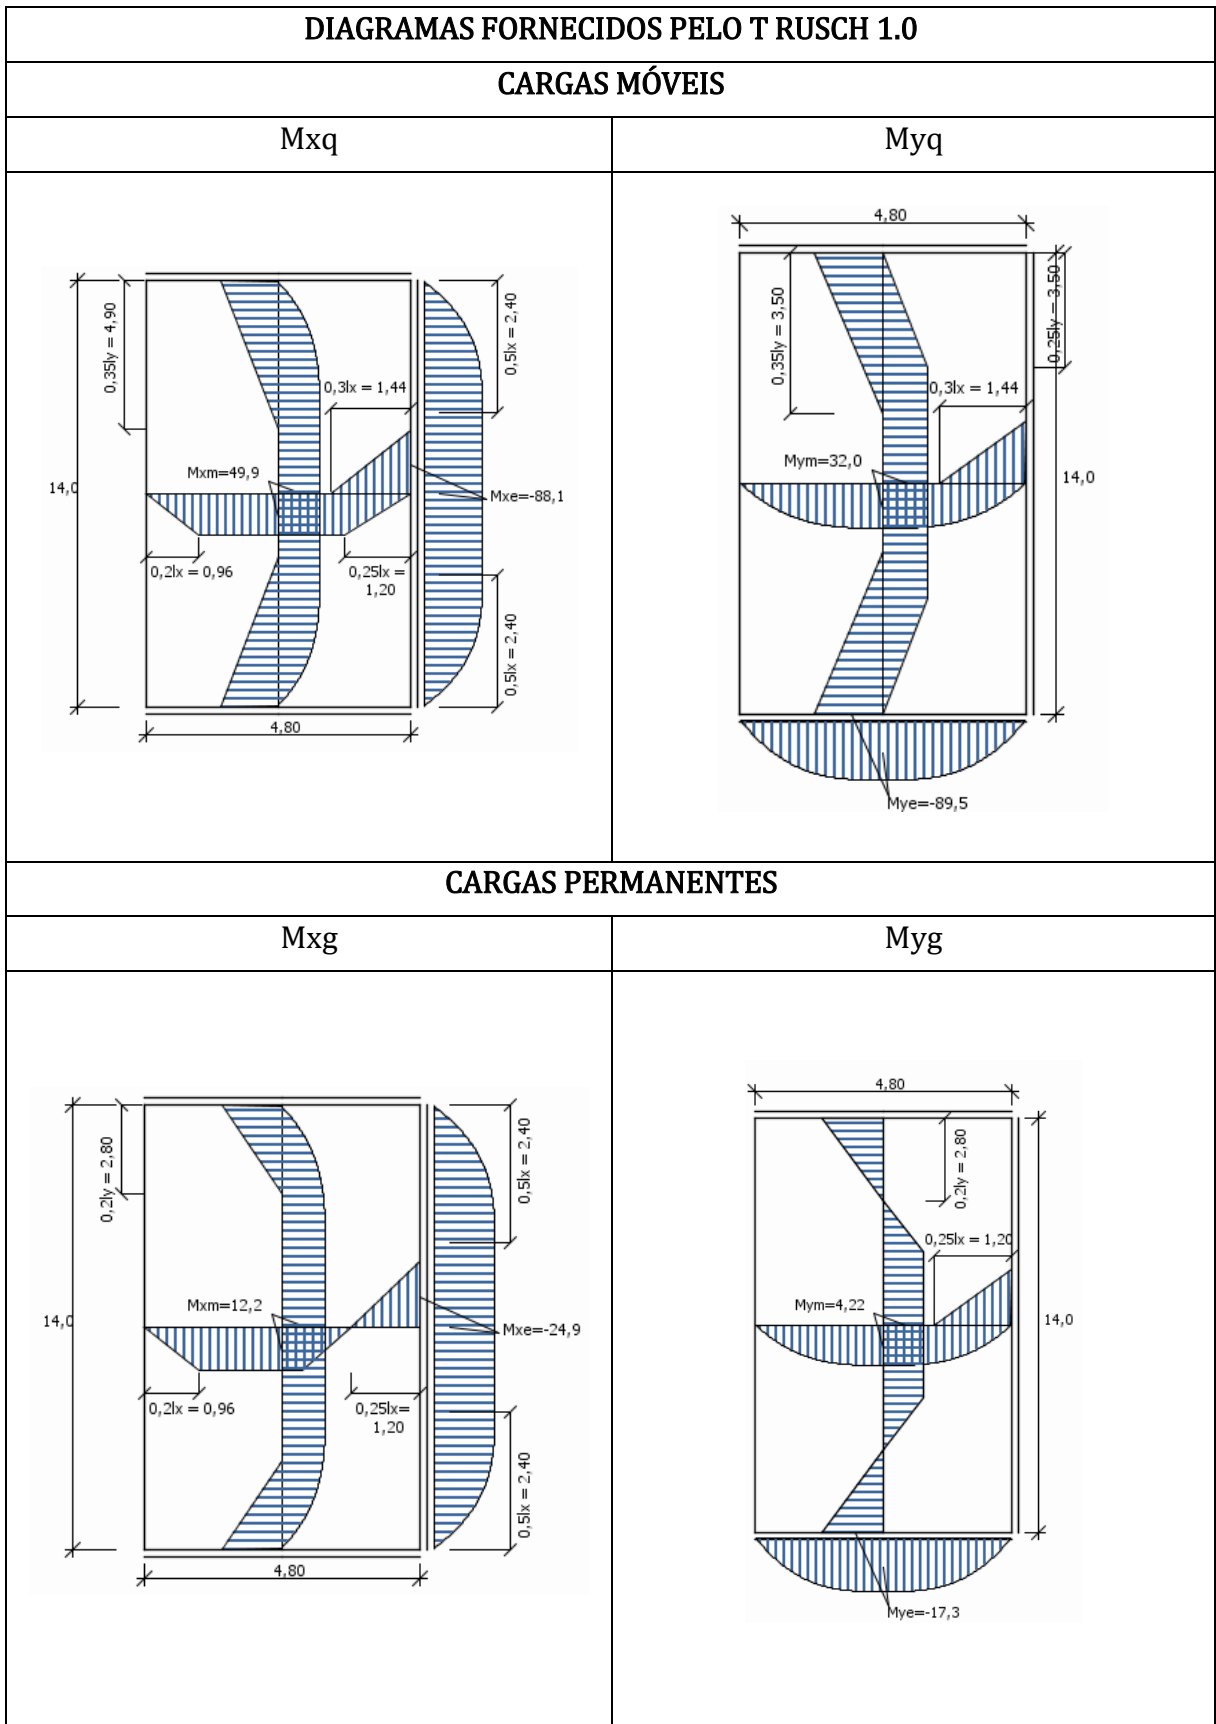 DIAGRAMAS FORNECIDOS PELO T RUSCH 1.0
CARGAS MÓVEIS
Mxq
Myq
0,35ly = 4,90
14,0
Mxm=49,9
0,2lx = 0,96
0,3lx = 1,44
0,25lx =
1,20
0,5lx = 2,40
Mxe=-88,1
0,5lx = 2,40
4,80
4,80
0,35ly = 3,50
0,25ly = 3,50
0,3lx = 1,44
Mym=32,0
14,0
Mye=-89,5
CARGAS PERMANENTES
Mxg
Myg
0,2ly = 2,80
14,0
Mxm=12,2
0,2lx = 0,96
0,25lx=
1,20
0,5lx = 2,40
Mxe=-24,9
0,5lx = 2,40
4,80
4,80
0,2ly = 2,80
0,25lx = 1,20
Mym=4,22
14,0
Mye=-17,3